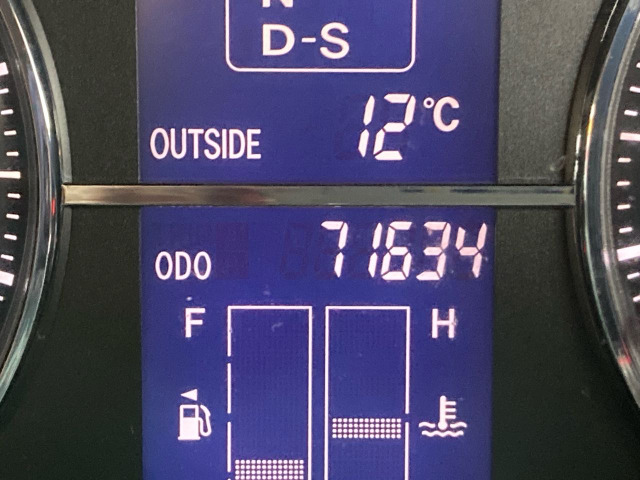 N
D-S
OUTSIDE 12°C
ODO 71634
F H